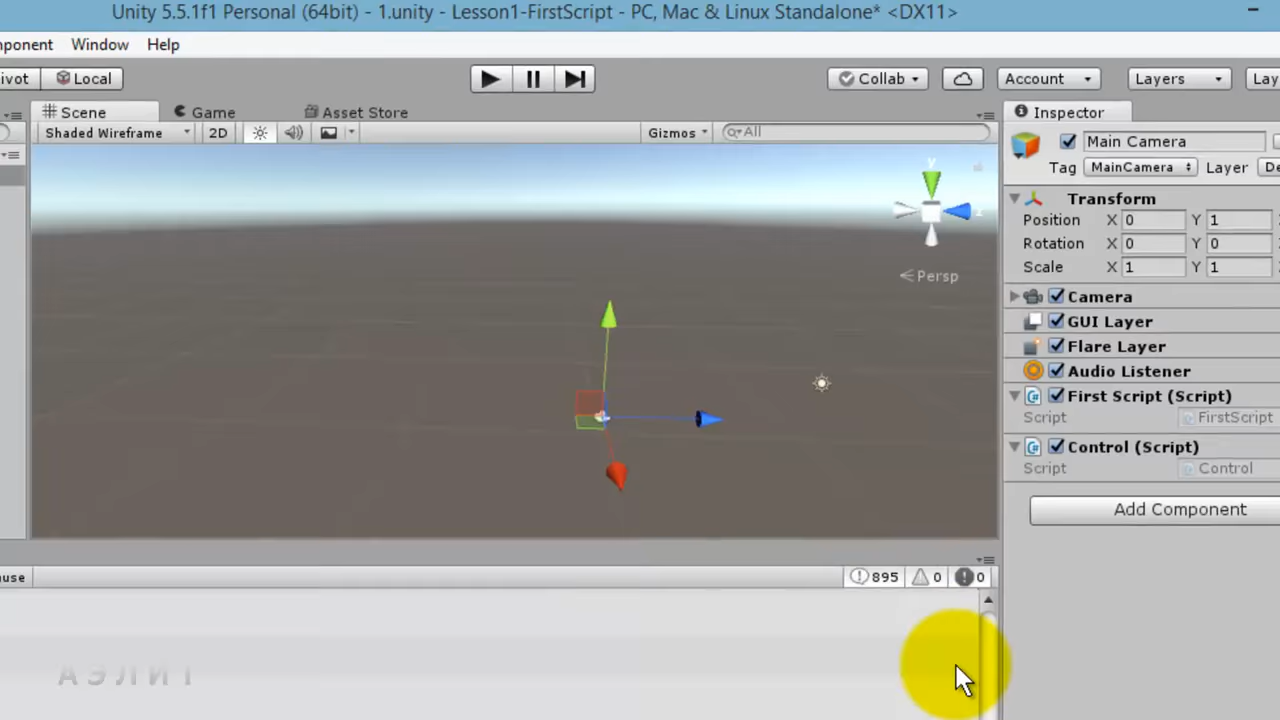 Unity 5.5.1f1 Personal (64bit) - 1.unity - Lesson1-FirstScript - PC, Mac & Linux Standalone* <DX11>
ponent Window Help
ivot Local Collab Account Layers Lay
Scene Game Asset Store Inspector
Shaded Wireframe 2D Gizmos All
Main Camera
Tag MainCamera Layer De
Transform
Position X 0 Y 1
Rotation X 0 Y 0
Scale X 1 Y 1
y
z
Persp
Camera
GUI Layer
Flare Layer
Audio Listener
First Script (Script)
Script FirstScript
Control (Script)
Script Control
Add Component
use 895 0 0